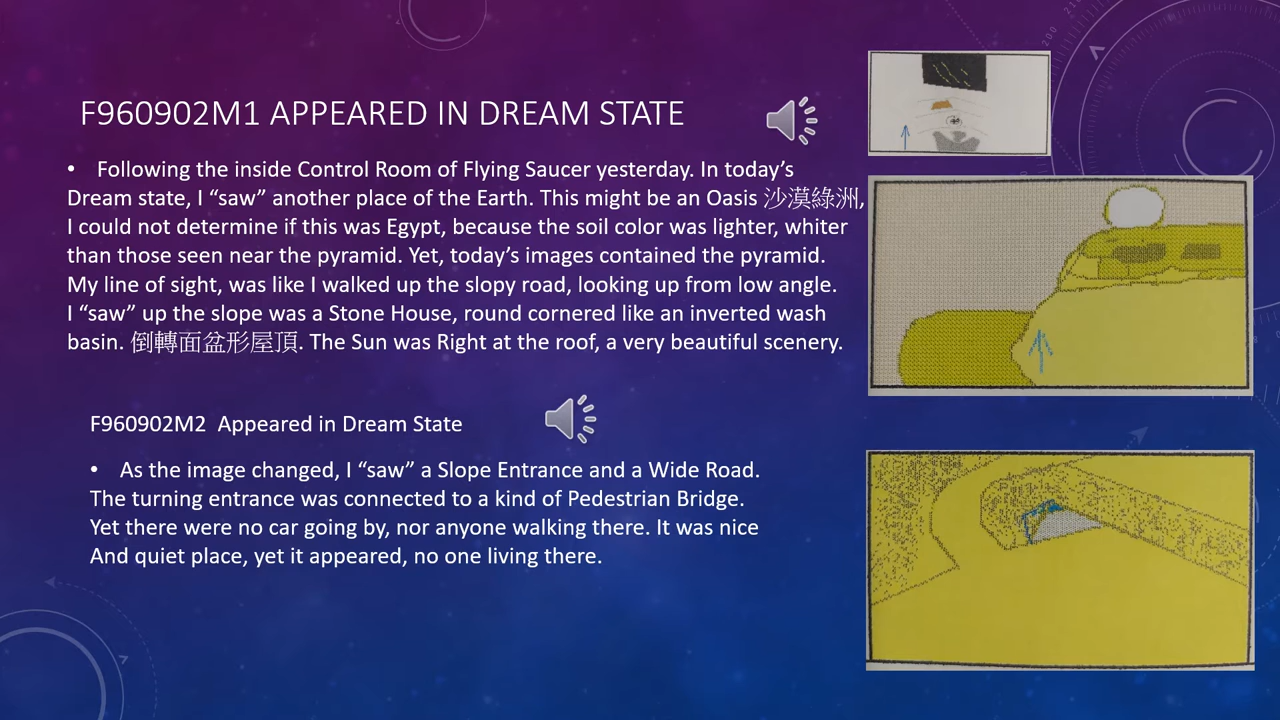 F960902M1 APPEARED IN DREAM STATE
• Following the inside Control Room of Flying Saucer yesterday. In today's
Dream state, I “saw” another place of the Earth. This might be an Oasis 沙漠綠洲,
I could not determine if this was Egypt, because the soil color was lighter, whiter
than those seen near the pyramid. Yet, today's images contained the pyramid.
My line of sight, was like I walked up the slopy road, looking up from low angle.
I “saw” up the slope was a Stone House, round cornered like an inverted wash
basin. 倒轉面盆形屋頂. The Sun was Right at the roof, a very beautiful scenery.
F960902M2 Appeared in Dream State
• As the image changed, I “saw” a Slope Entrance and a Wide Road.
The turning entrance was connected to a kind of Pedestrian Bridge.
Yet there were no car going by, nor anyone walking there. It was nice
And quiet place, yet it appeared, no one living there.